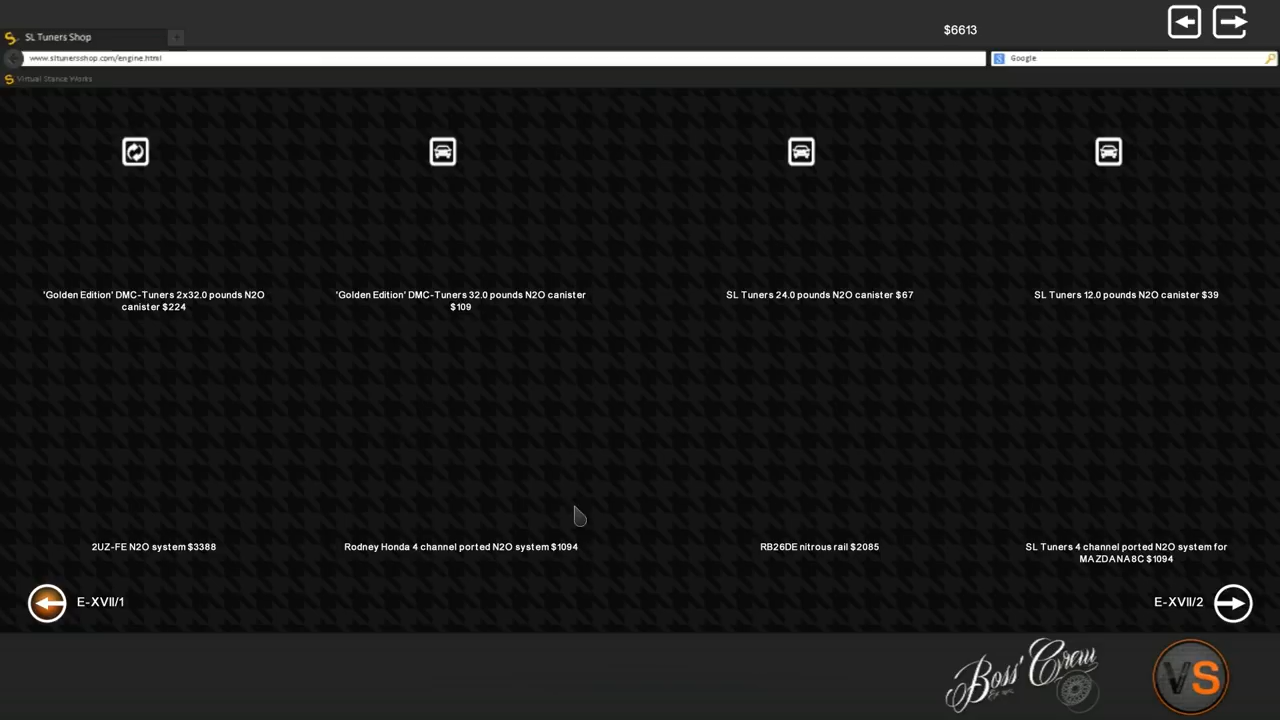 $6613
SL Tuners Shop
+
www.sltunersshop.com/engine.html
Google
Virtual Stance Works
'Golden Edition' DMC-Tuners 2x32.0 pounds N2O
canister $224
'Golden Edition' DMC-Tuners 32.0 pounds N2O canister
$109
SL Tuners 24.0 pounds N2O canister $67
SL Tuners 12.0 pounds N2O canister $39
2UZ-FE N2O system $3388
Rodney Honda 4 channel ported N2O system $1094
RB26DE nitrous rail $2085
SL Tuners 4 channel ported N2O system for
MAZDANA8C $1094
E-XVII/1
E-XVII/2
Boss' Crew
VS